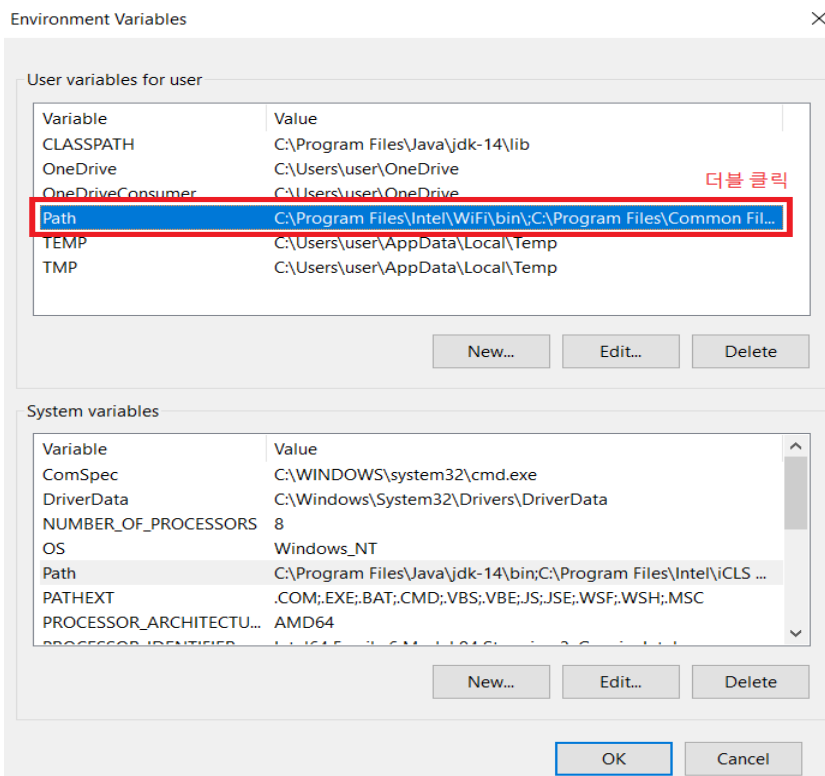 Environment Variables
User variables for user
Variable Value
CLASSPATH C:\Program Files\Java\jdk-14\lib
OneDrive C:\Users\user\OneDrive
더블 클릭
OneDriveConsumer C:\Users\user\OneDrive
Path C:\Program Files\Intel\WiFi\bin\;C:\Program Files\Common Fil...
TEMP C:\Users\user\AppData\Local\Temp
TMP C:\Users\user\AppData\Local\Temp
New... Edit... Delete
System variables
Variable Value
ComSpec C:\WINDOWS\system32\cmd.exe
DriverData C:\Windows\System32\Drivers\DriverData
NUMBER_OF_PROCESSORS 8
OS Windows_NT
Path C:\Program Files\Java\jdk-14\bin;C:\Program Files\Intel\iCLS ...
PATHEXT .COM;.EXE;.BAT;.CMD;.VBS;.VBE;.JS;.JSE;.WSF;.WSH;.MSC
PROCESSOR_ARCHITECTU... AMD64
New... Edit... Delete
OK Cancel